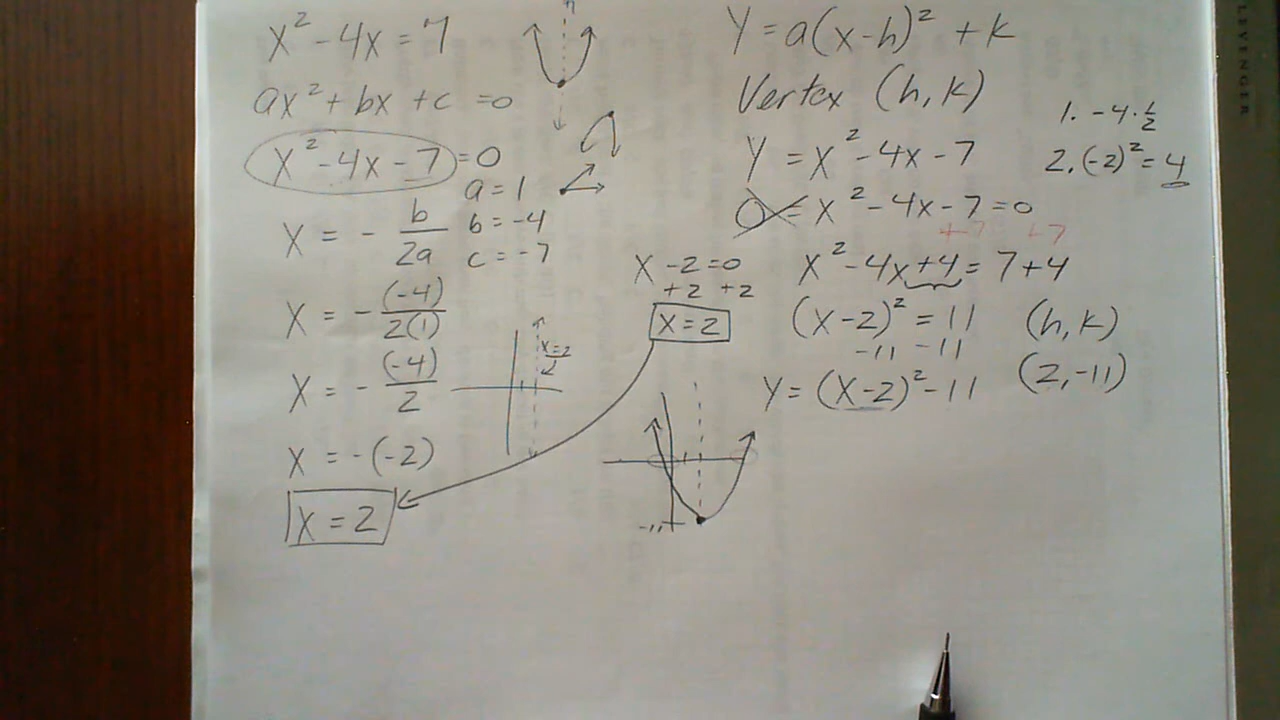 x² - 4x = 7
ax² + bx + c = 0
x² - 4x - 7 = 0
a = 1
b = -4
c = -7
x = - b/2a
x = - (-4)/2(1)
x = - (-4)/2
x = -(-2)
x = 2
x = 2
x - 2 = 0
+2 +2
x = 2
-11
Y = a(x-h)² + k
Vertex (h, k)
Y = x² - 4x - 7
0 = x² - 4x - 7 = 0
+7 +7
x² - 4x + 4 = 7 + 4
(x-2)² = 11
-11 -11
Y = (x-2)² - 11
(h, k)
(2, -11)
1. -4 · 1/2
2. (-2)² = 4
LIVINGER